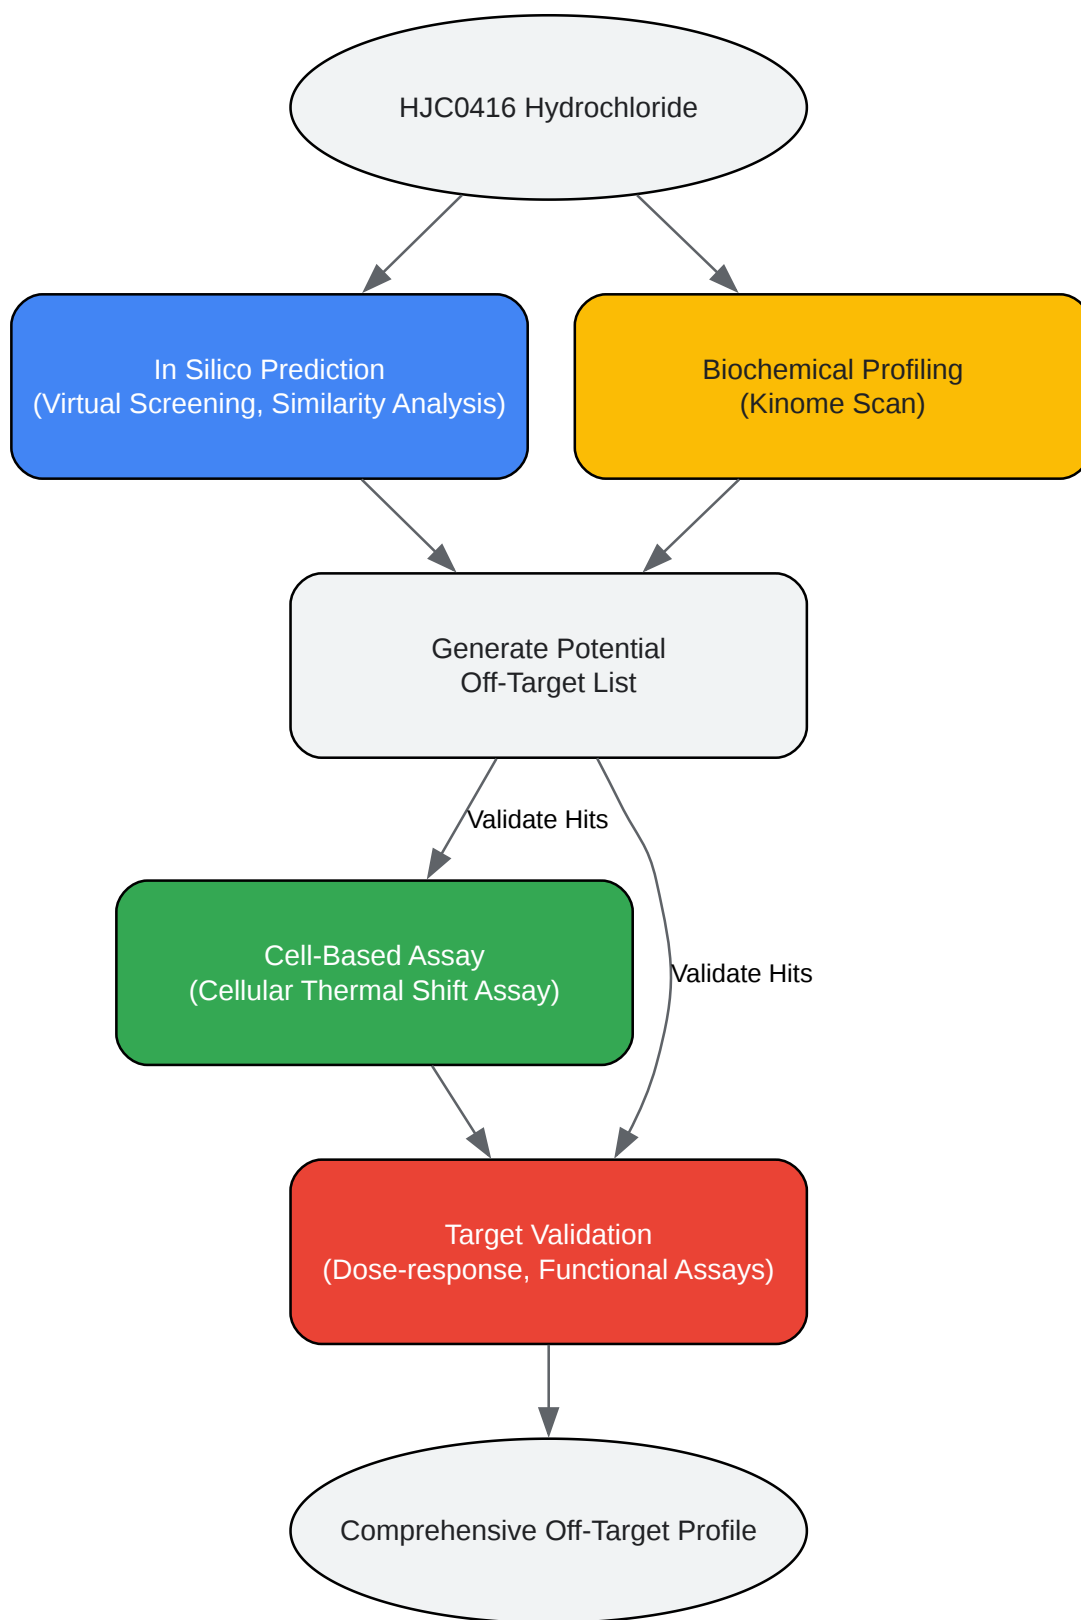 HJC0416 Hydrochloride
In Silico Prediction
(Virtual Screening, Similarity Analysis)
Biochemical Profiling
(Kinome Scan)
Generate Potential
Off-Target List
Validate Hits
Cell-Based Assay
(Cellular Thermal Shift Assay)
Validate Hits
Target Validation
(Dose-response, Functional Assays)
Comprehensive Off-Target Profile